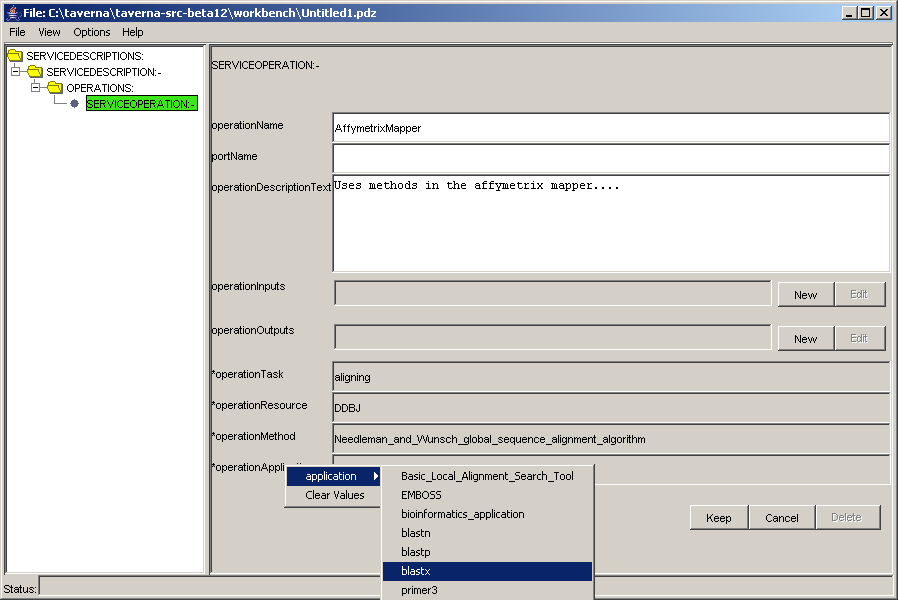 File: C:\taverna\taverna-src-beta12\workbench\Untitled1.pdz
File View Options Help
SERVICEDESCRIPTIONS:
SERVICEDESCRIPTION:-
OPERATIONS:
SERVICEOPERATION:-
SERVICEOPERATION:-
operationName AffymetrixMapper
portName
operationDescriptionText Uses methods in the affymetrix mapper....
operationInputs New Edit
operationOutputs New Edit
*operationTask aligning
*operationResource DDBJ
*operationMethod Needleman_and_Wunsch_global_sequence_alignment_algorithm
*operationAppli
application
Clear Values
Basic_Local_Alignment_Search_Tool
EMBOSS
bioinformatics_application
blastn
blastp
blastx
primer3
Keep Cancel Delete
Status: